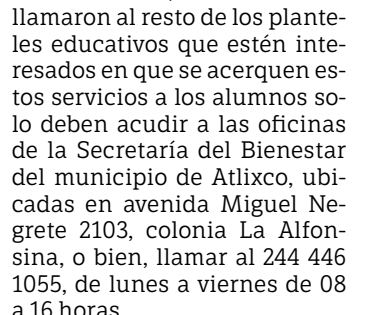 llamaron al resto de los plante-
les educativos que estén inte-
resados en que se acerquen es-
tos servicios a los alumnos so-
lo deben acudir a las oficinas
de la Secretaría del Bienestar
del municipio de Atlixco, ubi-
cadas en avenida Miguel Ne-
grete 2103, colonia La Alfon-
sina, o bien, llamar al 244 446
1055, de lunes a viernes de 08
a 16 horas